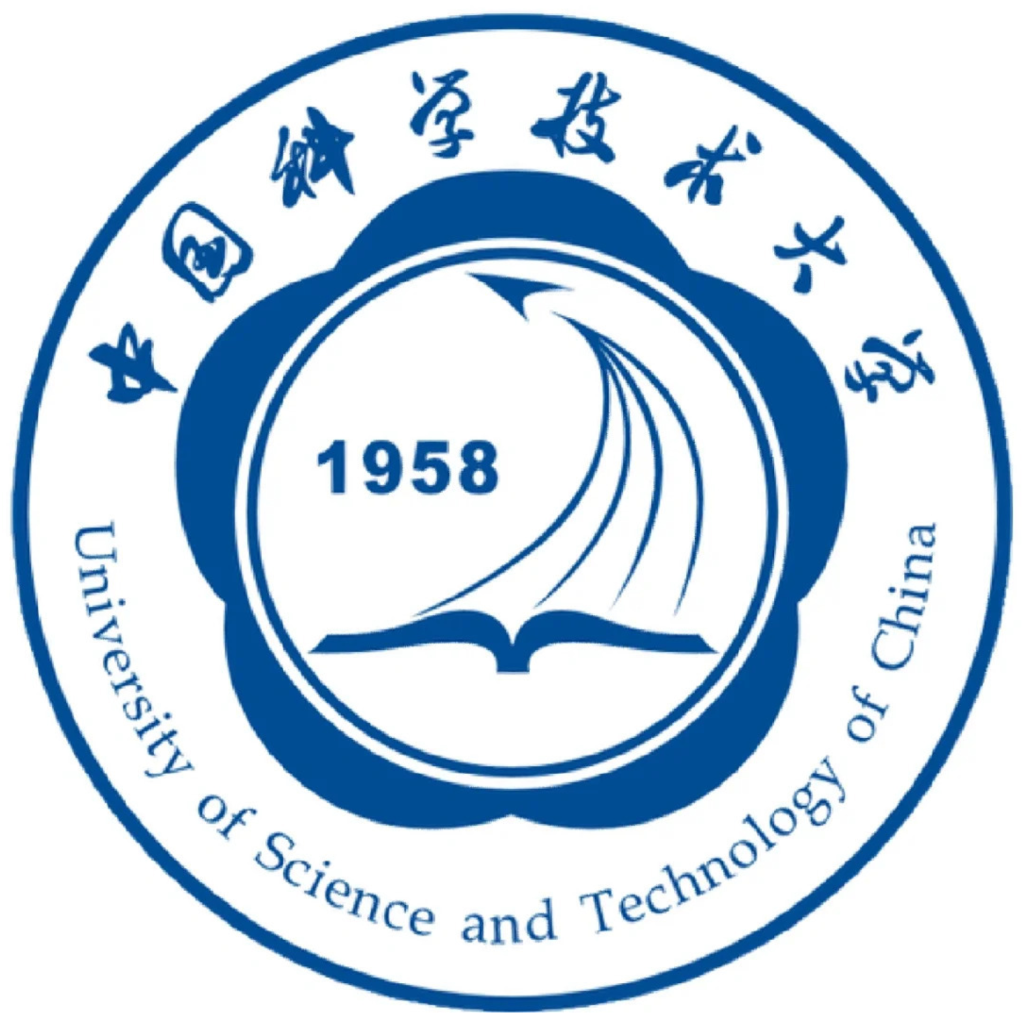 中国科学技术大学
1958
University of Science and Technology of China